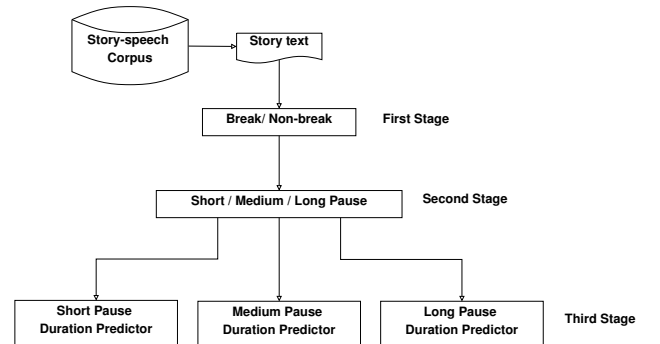 Story-speech
Corpus
Story text
Break/ Non-break
First Stage
Short / Medium / Long Pause
Second Stage
Short Pause
Duration Predictor
Medium Pause
Duration Predictor
Long Pause
Duration Predictor
Third Stage